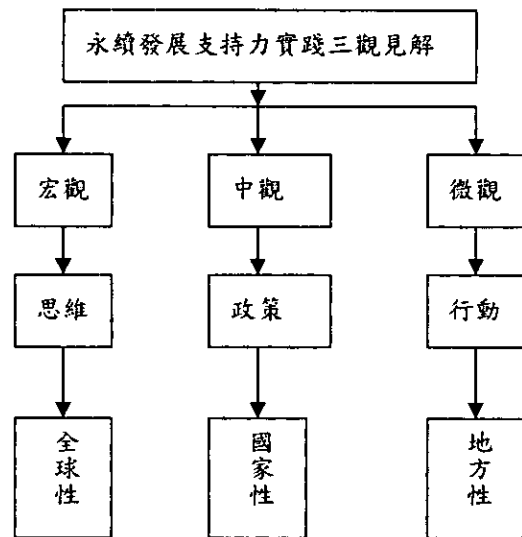 永續發展支持力實踐三觀見解
宏觀
中觀
微觀
思維
政策
行動
全球性
國家性
地方性